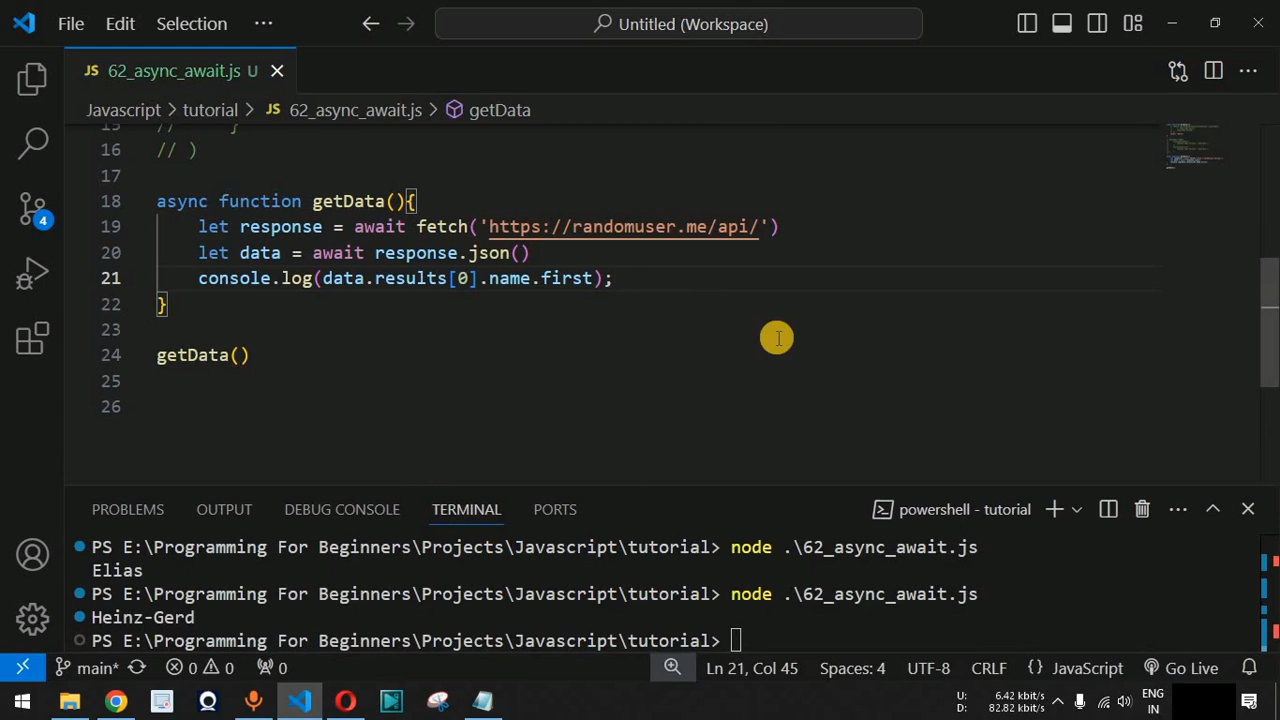 File Edit Selection ··· Untitled (Workspace)
JS 62_async_await.js U
Javascript > tutorial > JS 62_async_await.js > getData
15 // }
16 // )
17
18 async function getData(){
19 let response = await fetch('https://randomuser.me/api/')
20 let data = await response.json()
21 console.log(data.results[0].name.first);
22 }
23
24 getData()
25
26
4
PROBLEMS OUTPUT DEBUG CONSOLE TERMINAL PORTS powershell - tutorial
PS E:\Programming For Beginners\Projects\Javascript\tutorial> node .\62_async_await.js
Elias
PS E:\Programming For Beginners\Projects\Javascript\tutorial> node .\62_async_await.js
Heinz-Gerd
PS E:\Programming For Beginners\Projects\Javascript\tutorial>
main* 0 0 0 Ln 21, Col 45 Spaces: 4 UTF-8 CRLF {} JavaScript Go Live
U: 6.42 kbit/s ENG
D: 82.82 kbit/s IN